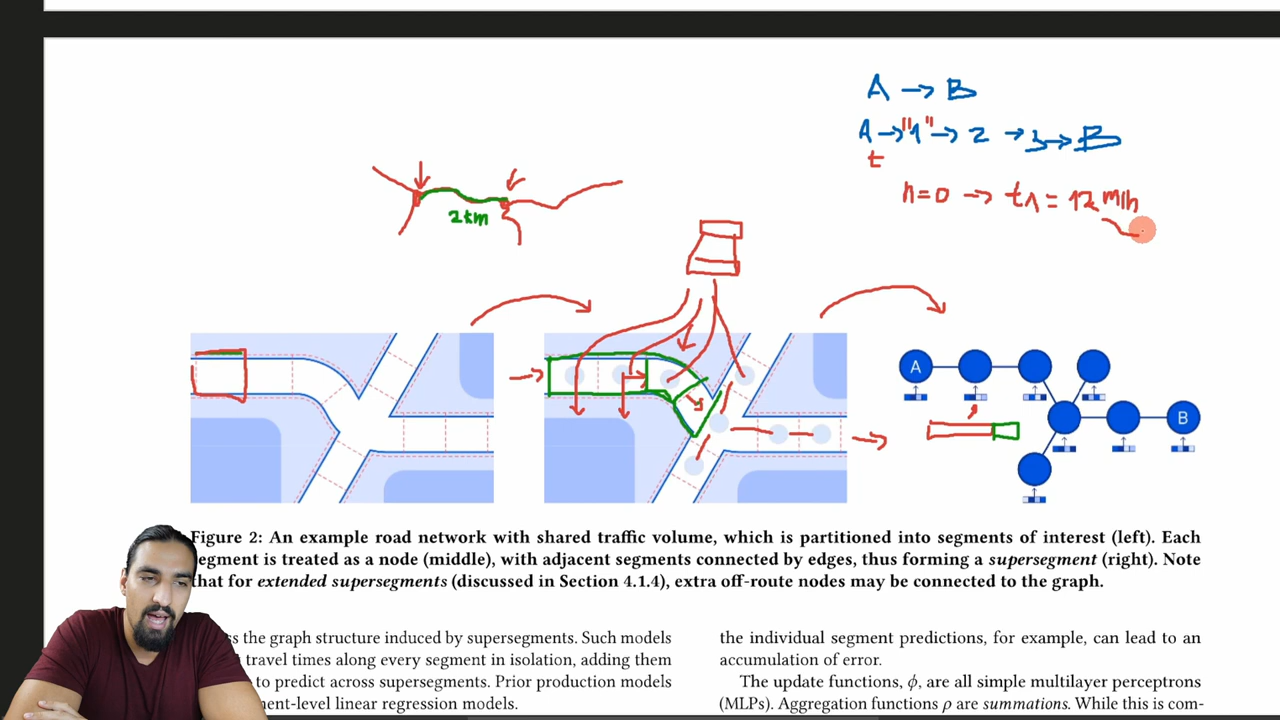 A → B
A → "1" → 2 → 3 → B
t
h=0 → t1 = 12 min
2km
A
B
Figure 2: An example road network with shared traffic volume, which is partitioned into segments of interest (left). Each
segment is treated as a node (middle), with adjacent segments connected by edges, thus forming a supersegment (right). Note
that for extended supersegments (discussed in Section 4.1.4), extra off-route nodes may be connected to the graph.
the graph structure induced by supersegments. Such models
travel times along every segment in isolation, adding them
to predict across supersegments. Prior production models
linear regression models.
the individual segment predictions, for example, can lead to an
accumulation of error.
The update functions, ϕ, are all simple multilayer perceptrons
(MLPs). Aggregation functions ρ are summations. While this is com-